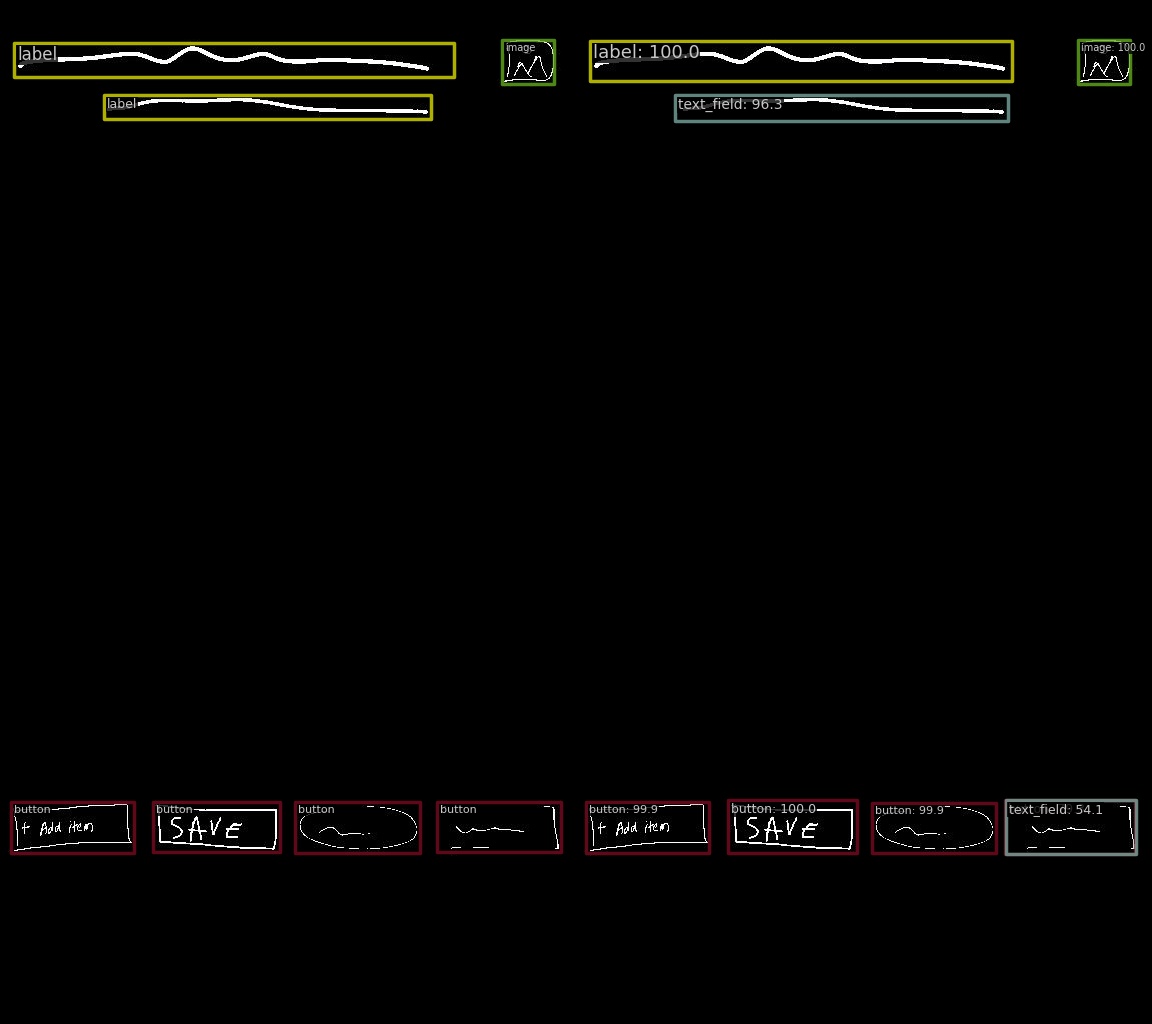 label image label: 100.0 image: 100.0
label text_field: 96.3
button button button button button: 99.9 button: 100.0 button: 99.9 text_field: 54.1
+ Add item SAVE + Add item SAVE